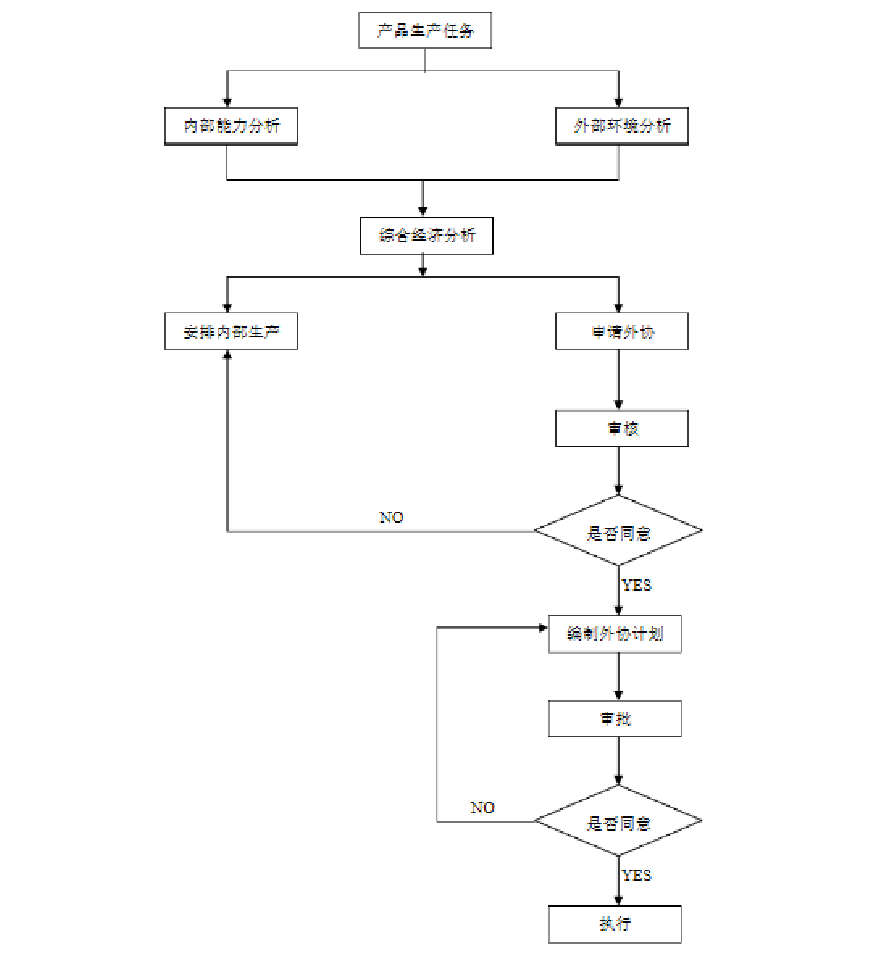 产品生产任务
内部能力分析
外部环境分析
综合经济分析
安排内部生产
申请外协
审核
NO
是否同意
YES
编制外协计划
审批
NO
是否同意
YES
执行